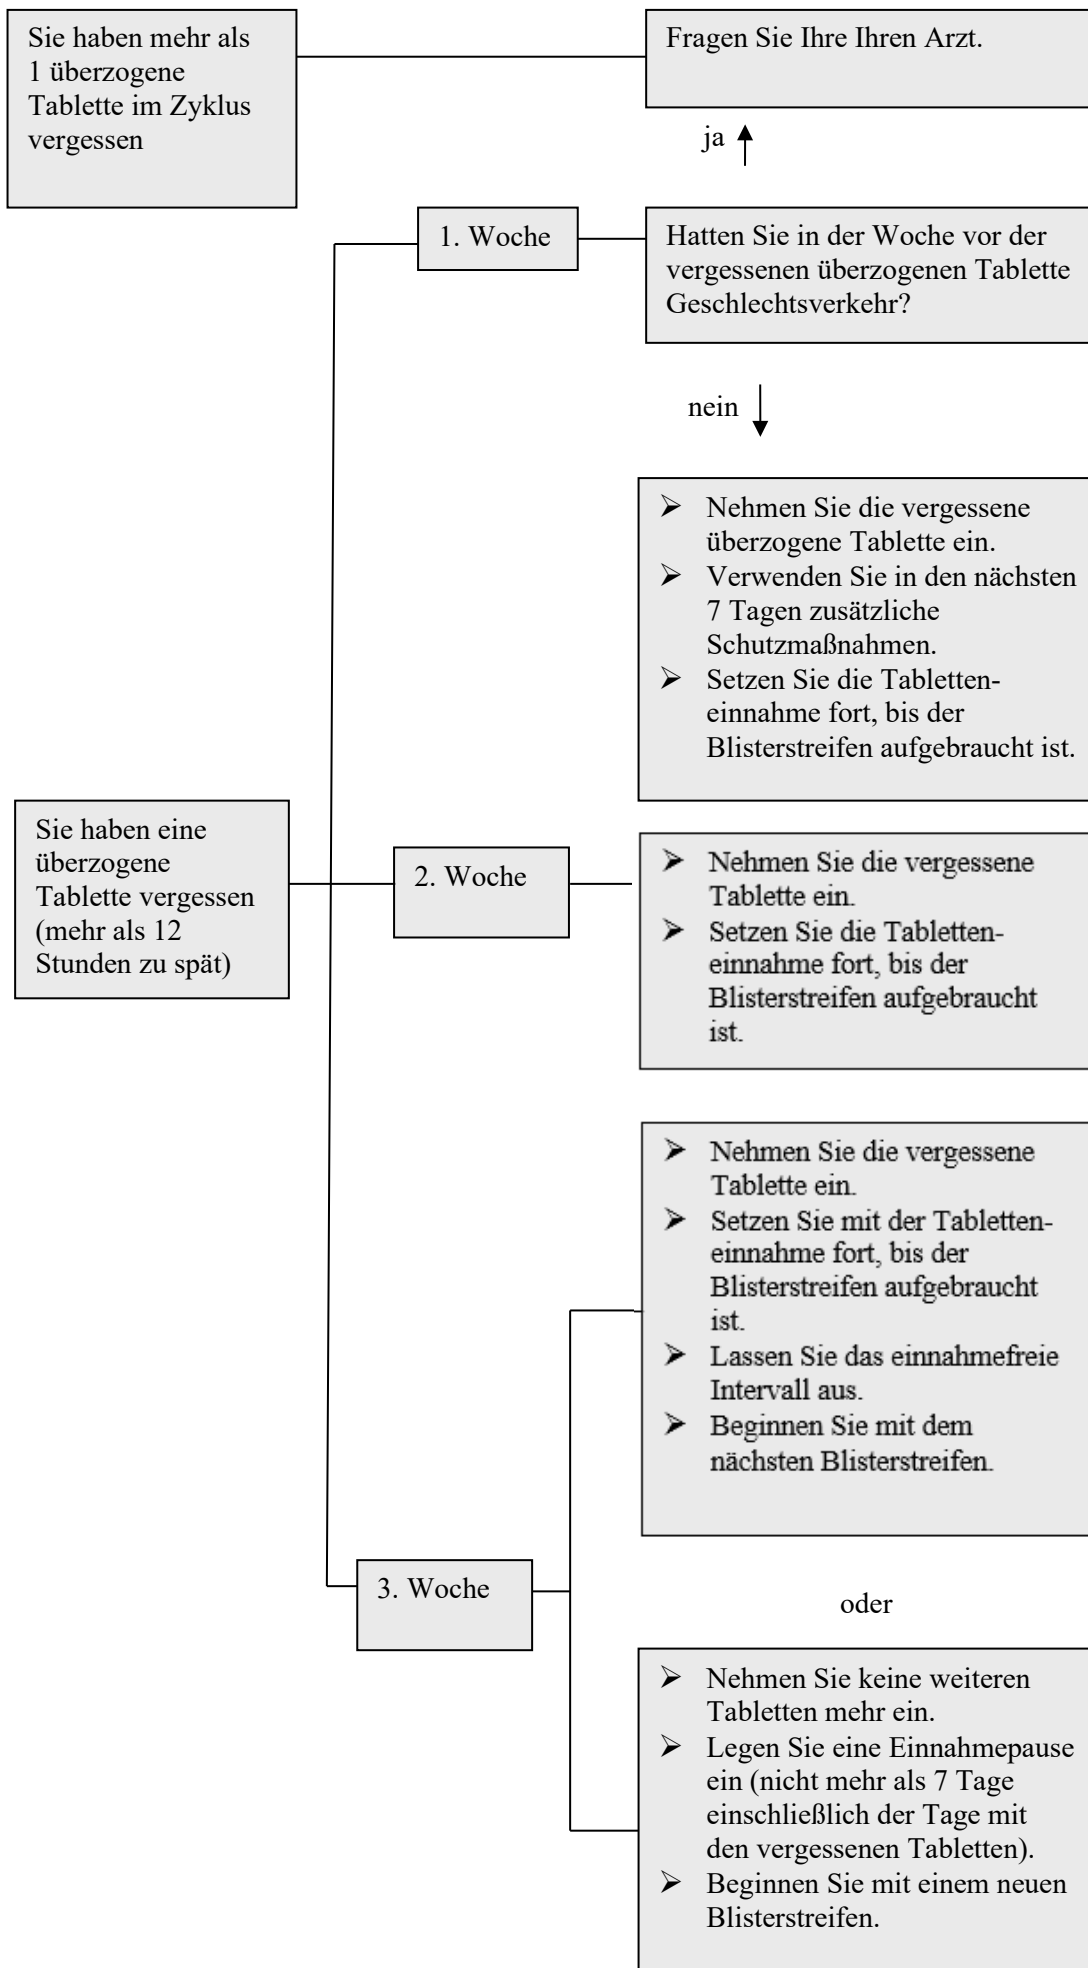 Sie haben mehr als
1 überzogene
Tablette im Zyklus
vergessen
Fragen Sie Ihre Ihren Arzt.
ja
1. Woche
Hatten Sie in der Woche vor der
vergessenen überzogenen Tablette
Geschlechtsverkehr?
nein
➢ Nehmen Sie die vergessene
überzogene Tablette ein.
➢ Verwenden Sie in den nächsten
7 Tagen zusätzliche
Schutzmaßnahmen.
➢ Setzen Sie die Tabletten-
einnahme fort, bis der
Blisterstreifen aufgebraucht ist.
Sie haben eine
überzogene
Tablette vergessen
(mehr als 12
Stunden zu spät)
2. Woche
➢ Nehmen Sie die vergessene
Tablette ein.
➢ Setzen Sie die Tabletten-
einnahme fort, bis der
Blisterstreifen aufgebraucht
ist.
➢ Nehmen Sie die vergessene
Tablette ein.
➢ Setzen Sie mit der Tabletten-
einnahme fort, bis der
Blisterstreifen aufgebraucht
ist.
➢ Lassen Sie das einnahmefreie
Intervall aus.
➢ Beginnen Sie mit dem
nächsten Blisterstreifen.
3. Woche
oder
➢ Nehmen Sie keine weiteren
Tabletten mehr ein.
➢ Legen Sie eine Einnahmepause
ein (nicht mehr als 7 Tage
einschließlich der Tage mit
den vergessenen Tabletten).
➢ Beginnen Sie mit einem neuen
Blisterstreifen.